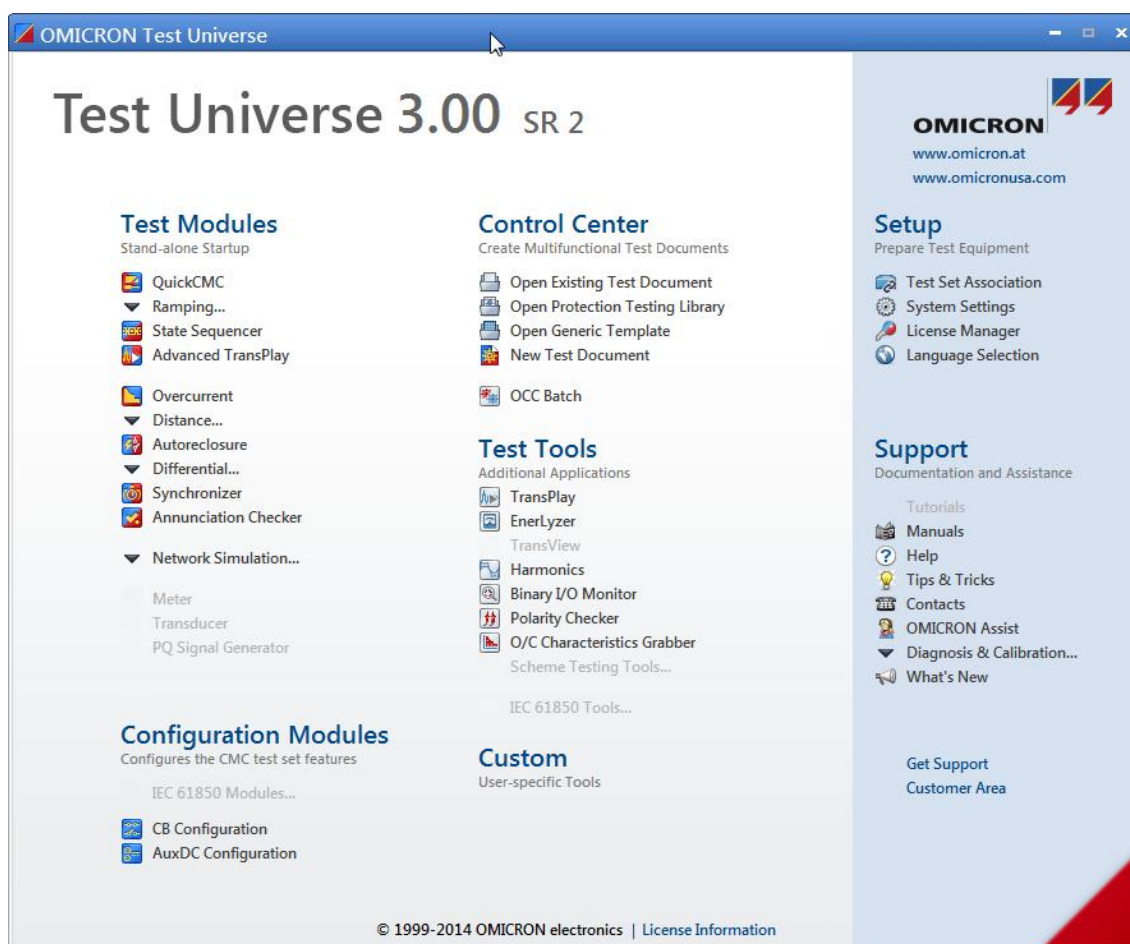 OMICRON Test Universe
Test Universe 3.00 SR 2
OMICRON
www.omicron.at
www.omicronusa.com
Test Modules
Stand-alone Startup
QuickCMC
Ramping...
State Sequencer
Advanced TransPlay
Overcurrent
Distance...
Autoreclosure
Differential...
Synchronizer
Annunciation Checker
Network Simulation...
Meter
Transducer
PQ Signal Generator
Configuration Modules
Configures the CMC test set features
IEC 61850 Modules...
CB Configuration
AuxDC Configuration
Control Center
Create Multifunctional Test Documents
Open Existing Test Document
Open Protection Testing Library
Open Generic Template
New Test Document
OCC Batch
Test Tools
Additional Applications
TransPlay
EnerLyzer
TransView
Harmonics
Binary I/O Monitor
Polarity Checker
O/C Characteristics Grabber
Scheme Testing Tools...
IEC 61850 Tools...
Custom
User-specific Tools
Setup
Prepare Test Equipment
Test Set Association
System Settings
License Manager
Language Selection
Support
Documentation and Assistance
Tutorials
Manuals
Help
Tips & Tricks
Contacts
OMICRON Assist
Diagnosis & Calibration...
What's New
Get Support
Customer Area
© 1999-2014 OMICRON electronics | License Information